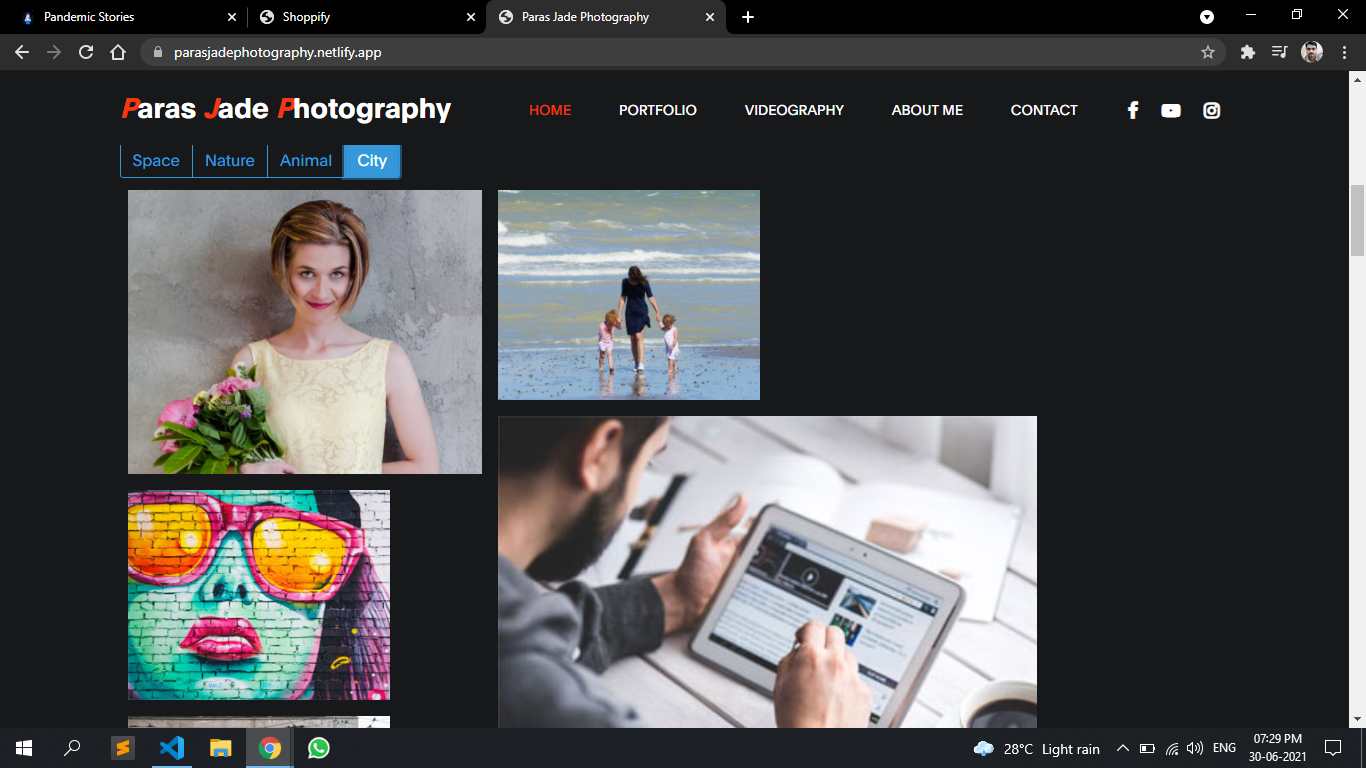 Pandemic Stories
Shoppify
Paras Jade Photography
parasjadephotography.netlify.app
Paras Jade Photography
HOME
PORTFOLIO
VIDEOGRAPHY
ABOUT ME
CONTACT
Space
Nature
Animal
City
28°C Light rain
ENG
07:29 PM
30-06-2021